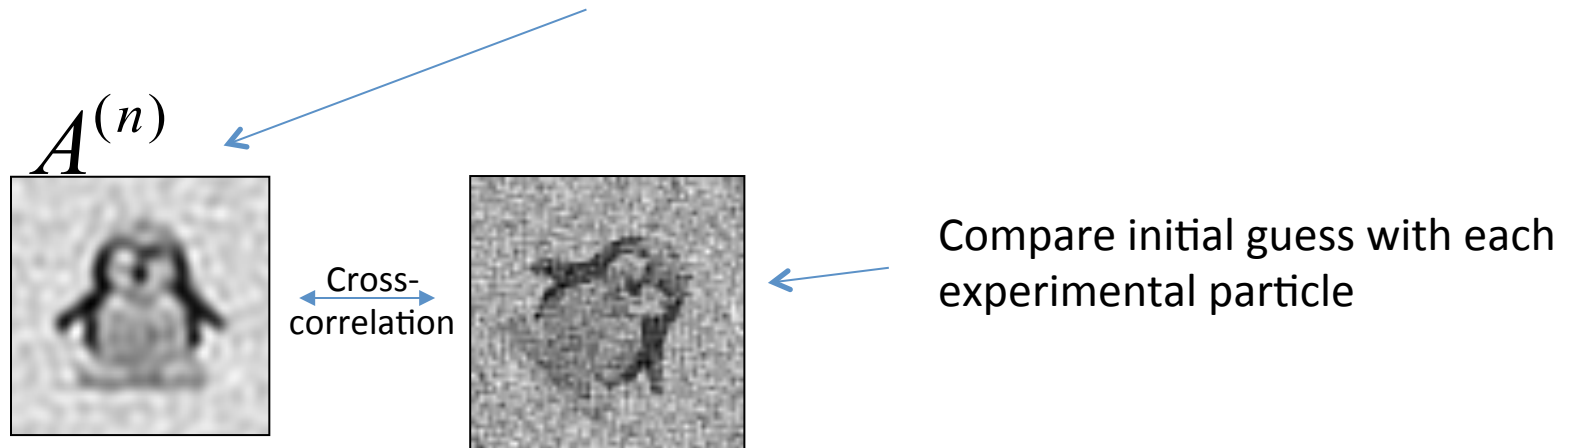 A^{(n)}
Cross-
correlation
Compare initial guess with each
experimental particle